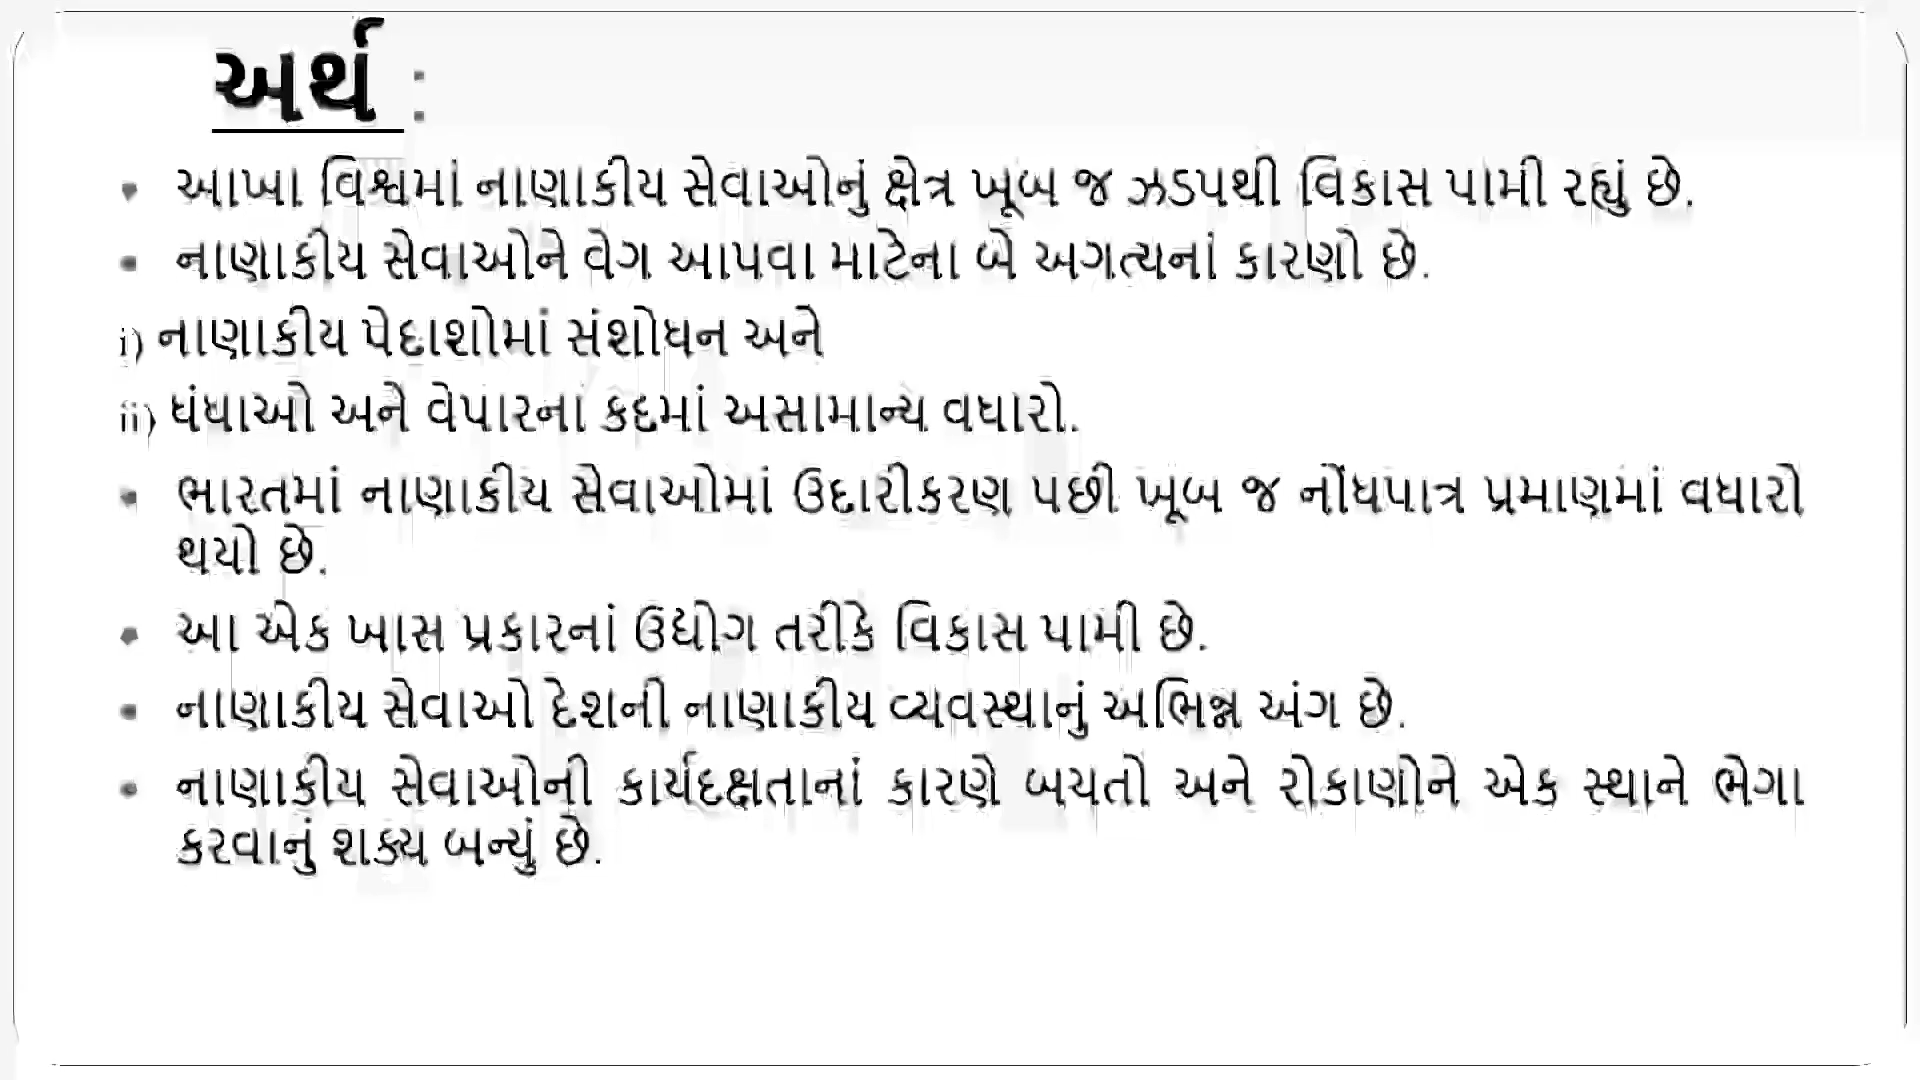 અર્થ :
• આખા વિશ્વમાં નાણાકીય સેવાઓનું ક્ષેત્ર ખૂબ જ ઝડપથી વિકાસ પામી રહ્યું છે.
• નાણાકીય સેવાઓને વેગ આપવા માટેના બે અગત્યનાં કારણો છે.
i) નાણાકીય પેદાશોમાં સંશોધન અને
ii) ધંધાઓ અને વેપારનાં કદમાં અસામાન્ય વધારો.
• ભારતમાં નાણાકીય સેવાઓમાં ઉદારીકરણ પછી ખૂબ જ નોંધપાત્ર પ્રમાણમાં વધારો
થયો છે.
• આ એક ખાસ પ્રકારનાં ઉદ્યોગ તરીકે વિકાસ પામી છે.
• નાણાકીય સેવાઓ દેશની નાણાકીય વ્યવસ્થાનું અભિન્ન અંગ છે.
• નાણાકીય સેવાઓની કાર્યદક્ષતાનાં કારણે બચતો અને રોકાણોને એક સ્થાને ભેગા
કરવાનું શક્ય બન્યું છે.